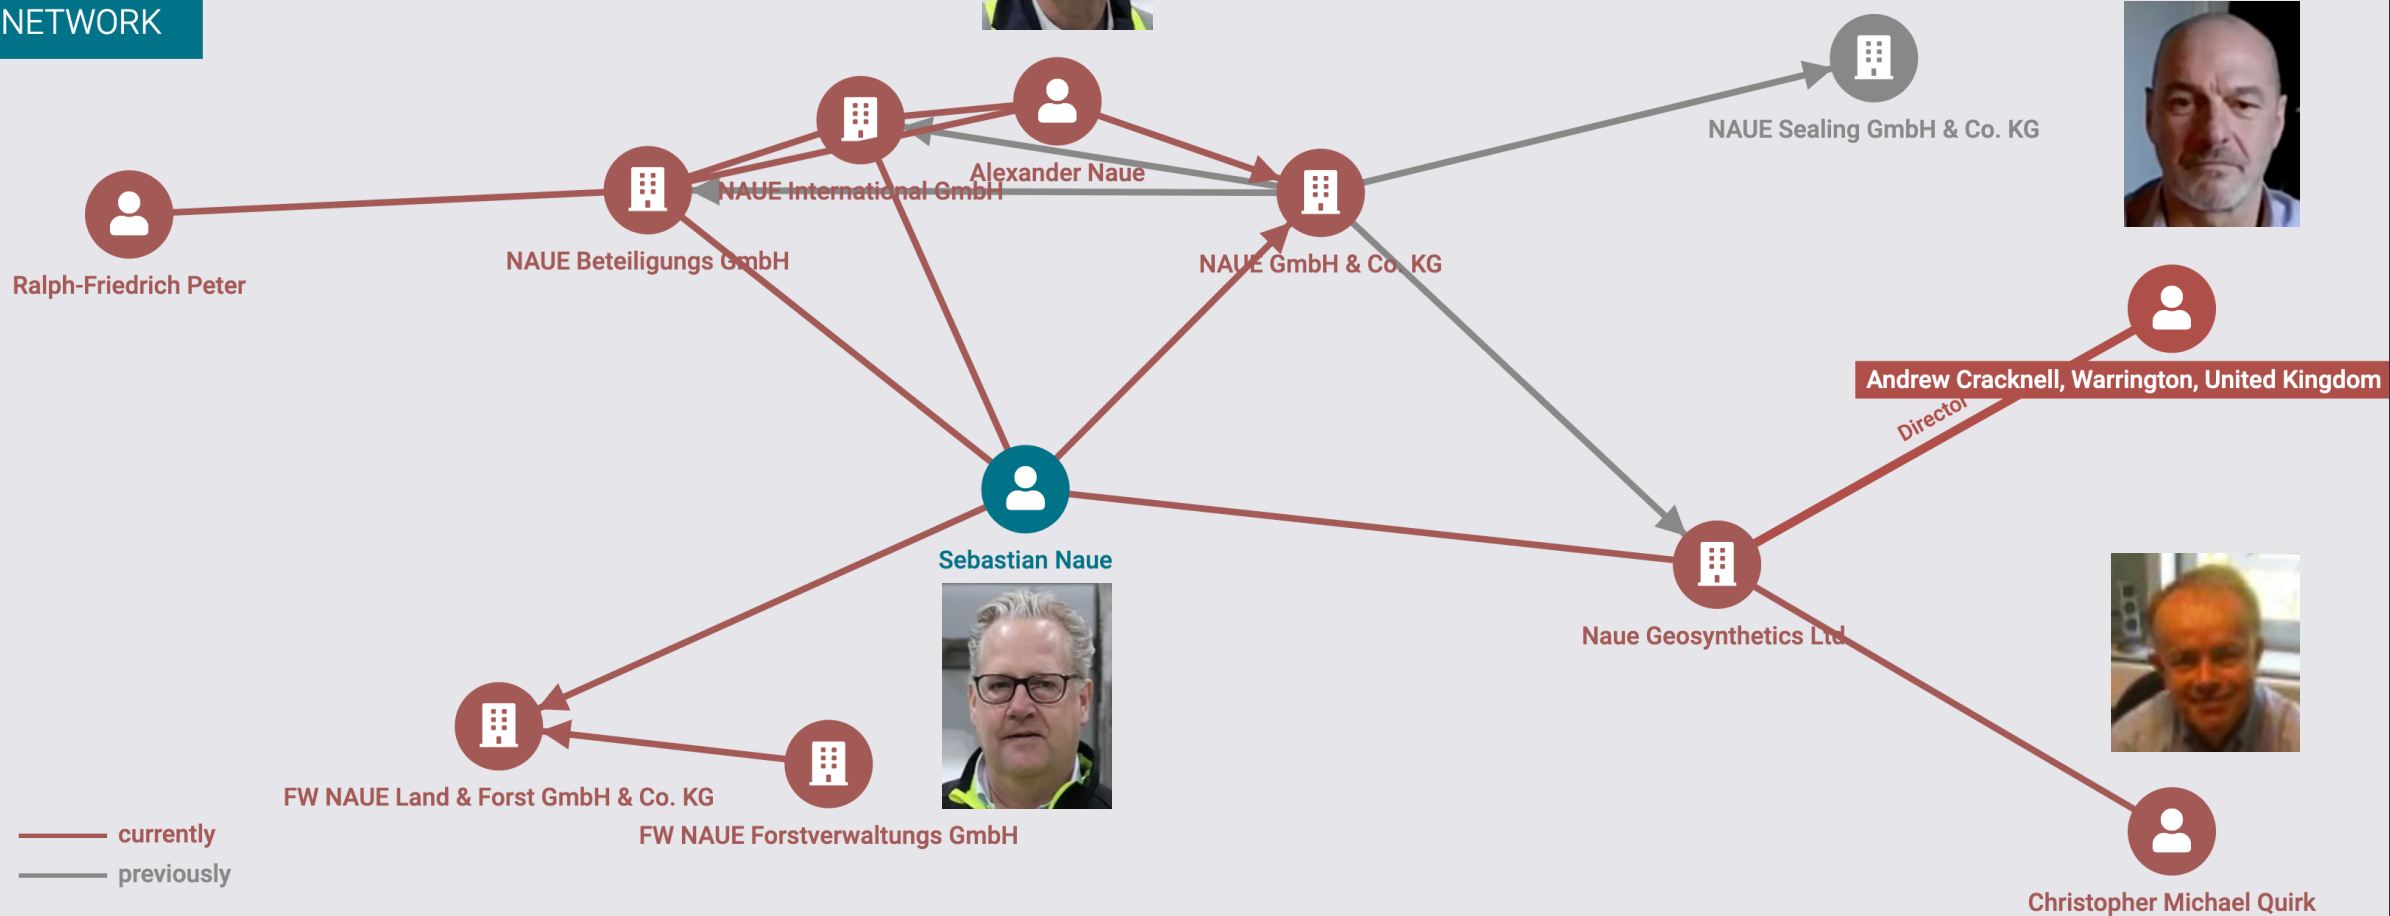 NETWORK
NAUE Sealing GmbH & Co. KG
Alexander Naue
NAUE International GmbH
NAUE Beteiligungs GmbH
NAUE GmbH & Co. KG
Ralph-Friedrich Peter
Andrew Cracknell, Warrington, United Kingdom
Director
Sebastian Naue
Naue Geosynthetics Ltd
FW NAUE Land & Forst GmbH & Co. KG
FW NAUE Forstverwaltungs GmbH
currently
previously
Christopher Michael Quirk